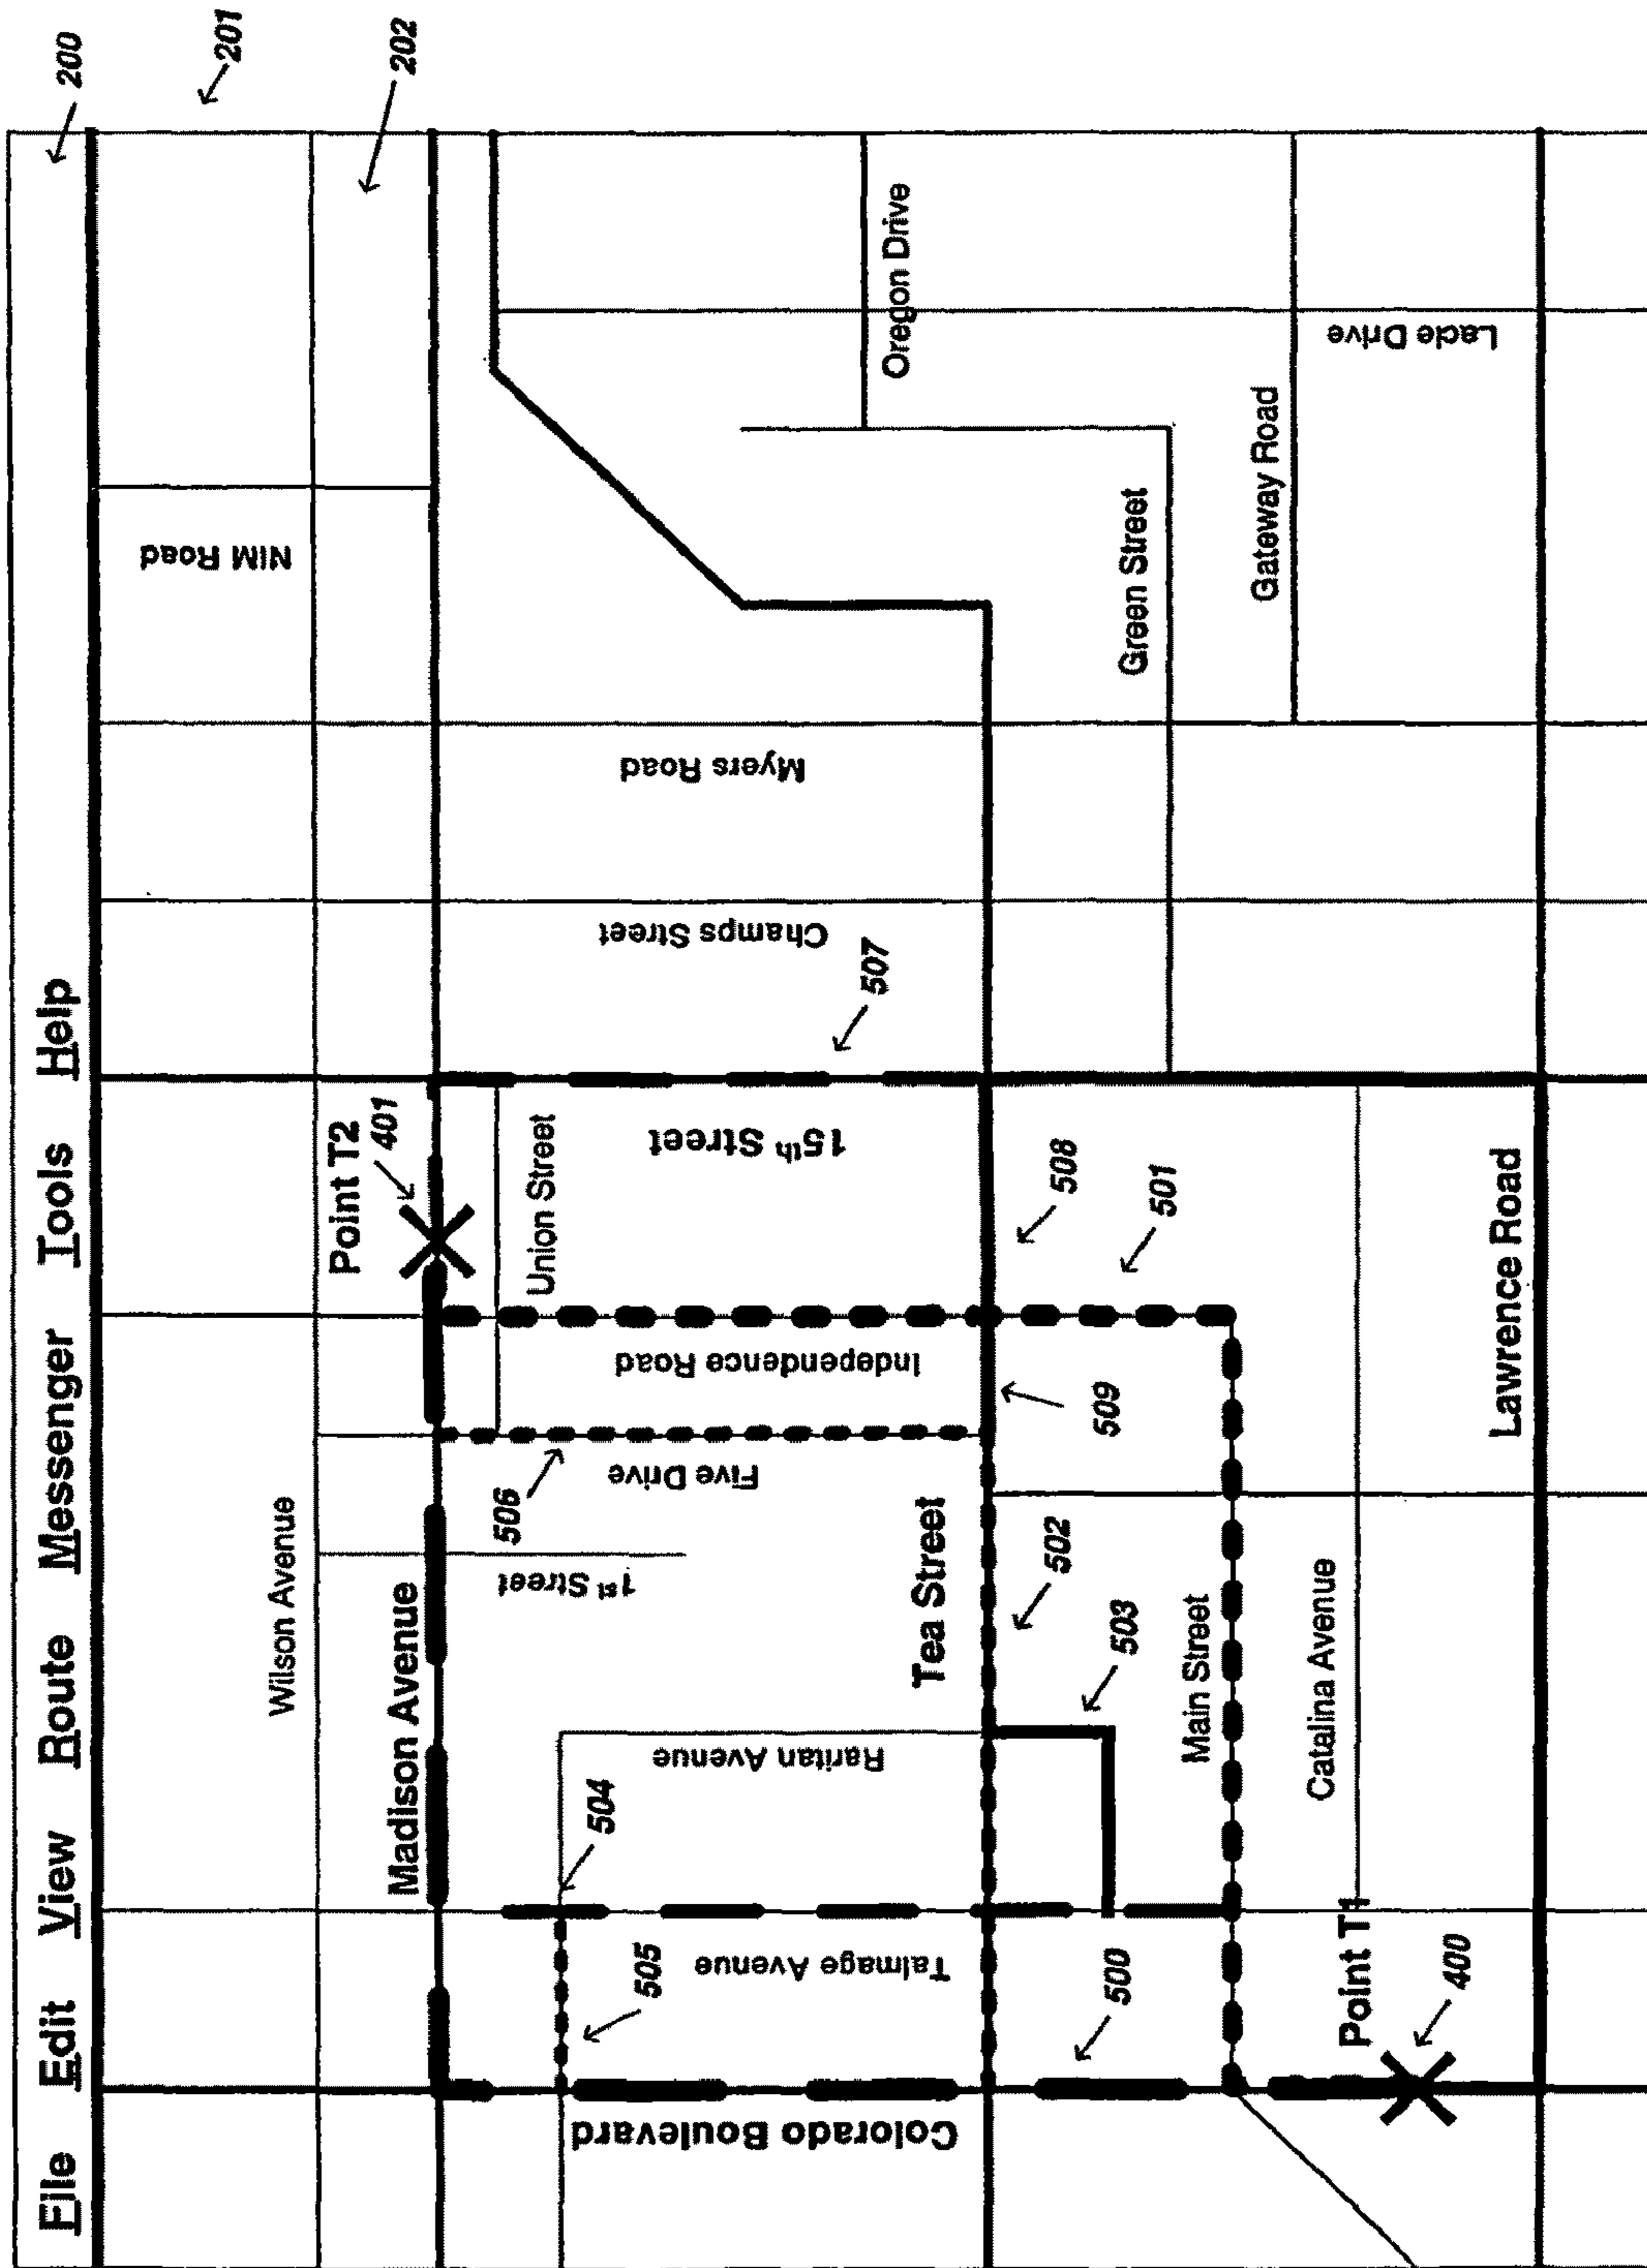 File Edit View Route Messenger Tools Help
200
201
202
Wilson Avenue
NIM Road
Point T2
401
Madison Avenue
Union Street
1st Street
506
504
505
Five Drive
Independence Road
15th Street
Champs Street
507
Myers Road
Oregon Drive
Raritan Avenue
Talmage Avenue
Colorado Boulevard
Tea Street
502
509
508
501
503
500
Green Street
Main Street
Gateway Road
Catalina Avenue
Lacie Drive
Point T1
400
Lawrence Road